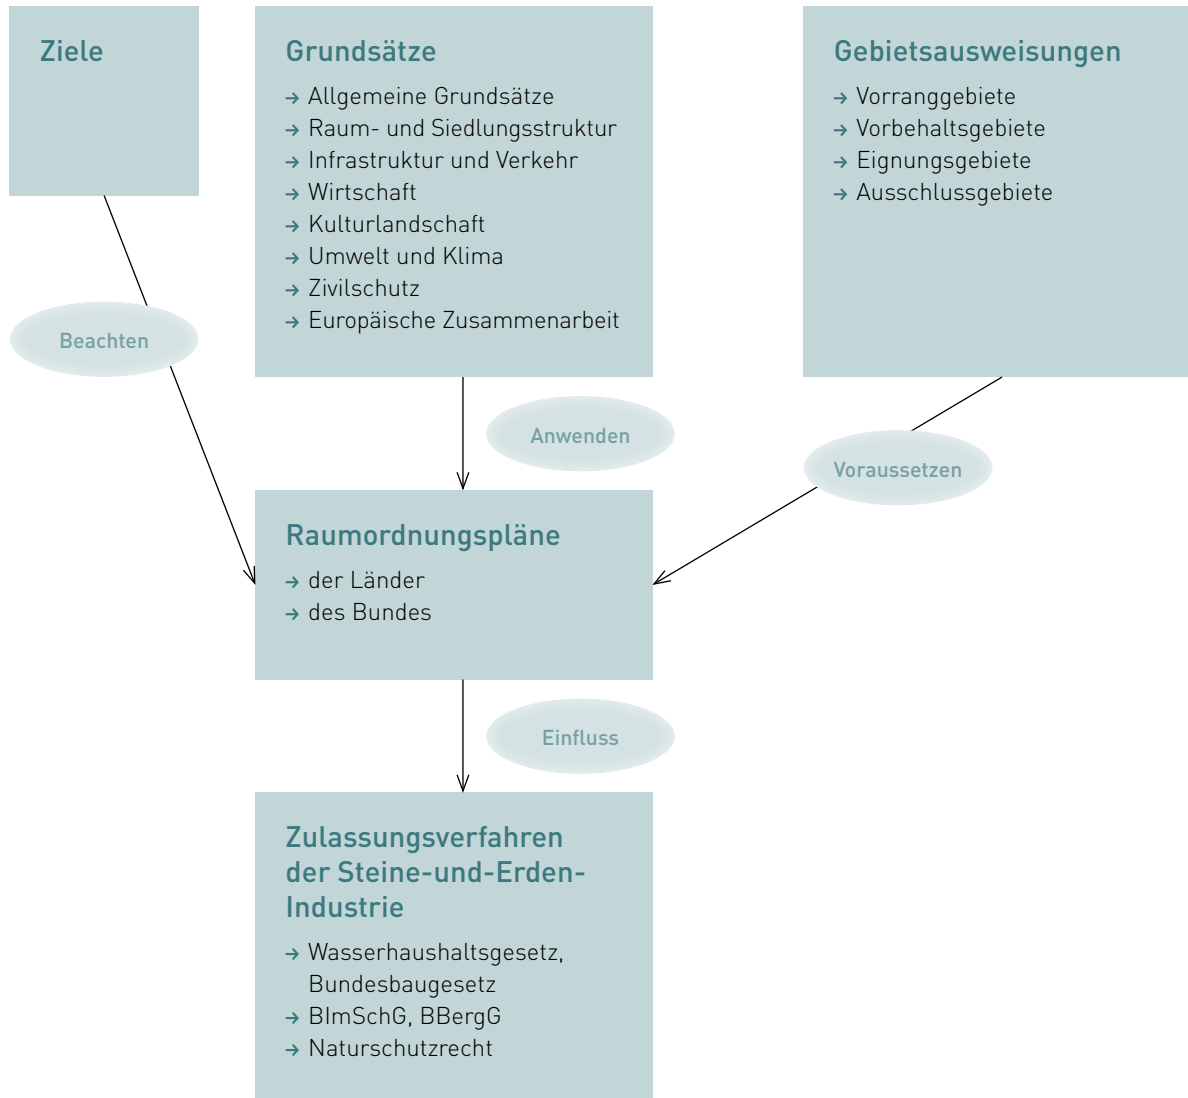 Ziele
Grundsätze
→ Allgemeine Grundsätze
→ Raum- und Siedlungsstruktur
→ Infrastruktur und Verkehr
→ Wirtschaft
→ Kulturlandschaft
→ Umwelt und Klima
→ Zivilschutz
→ Europäische Zusammenarbeit
Gebietsausweisungen
→ Vorranggebiete
→ Vorbehaltsgebiete
→ Eignungsgebiete
→ Ausschlussgebiete
Beachten
Anwenden
Voraussetzen
Raumordnungspläne
→ der Länder
→ des Bundes
Einfluss
Zulassungsverfahren
der Steine-und-Erden-
Industrie
→ Wasserhaushaltsgesetz,
Bundesbaugesetz
→ BImSchG, BBergG
→ Naturschutzrecht